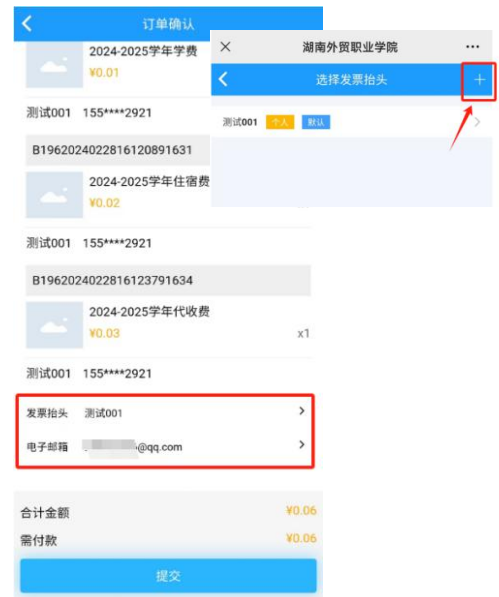 订单确认
2024-2025学年学费
¥0.01
测试001 155****2921
B19620240228161208916​31
2024-2025学年住宿费
¥0.02
测试001 155****2921
B19620240228161237916​34
2024-2025学年代收费
¥0.03
x1
测试001 155****2921
发票抬头 测试001
电子邮箱 @qq.com
合计金额 ¥0.06
需付款 ¥0.06
提交
湖南外贸职业学院
选择发票抬头
测试001 个人 默认